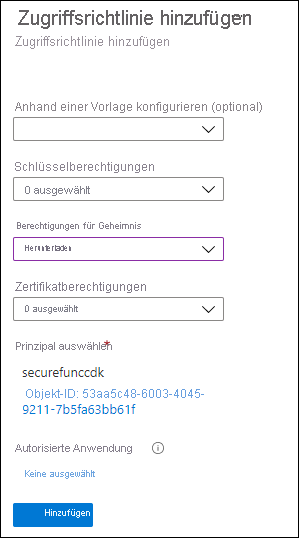 Zugriffsrichtlinie hinzufügen
Zugriffsrichtlinie hinzufügen
Anhand einer Vorlage konfigurieren (optional)
Schlüsselberechtigungen
0 ausgewählt
Berechtigungen für Geheimnis
Herunterladen
Zertifikatberechtigungen
0 ausgewählt
Prinzipal auswählen*
securefunccdk
Objekt-ID: 53aa5c48-6003-4045-
9211-7b5fa63bb61f
Autorisierte Anwendung
Keine ausgewählt
Hinzufügen